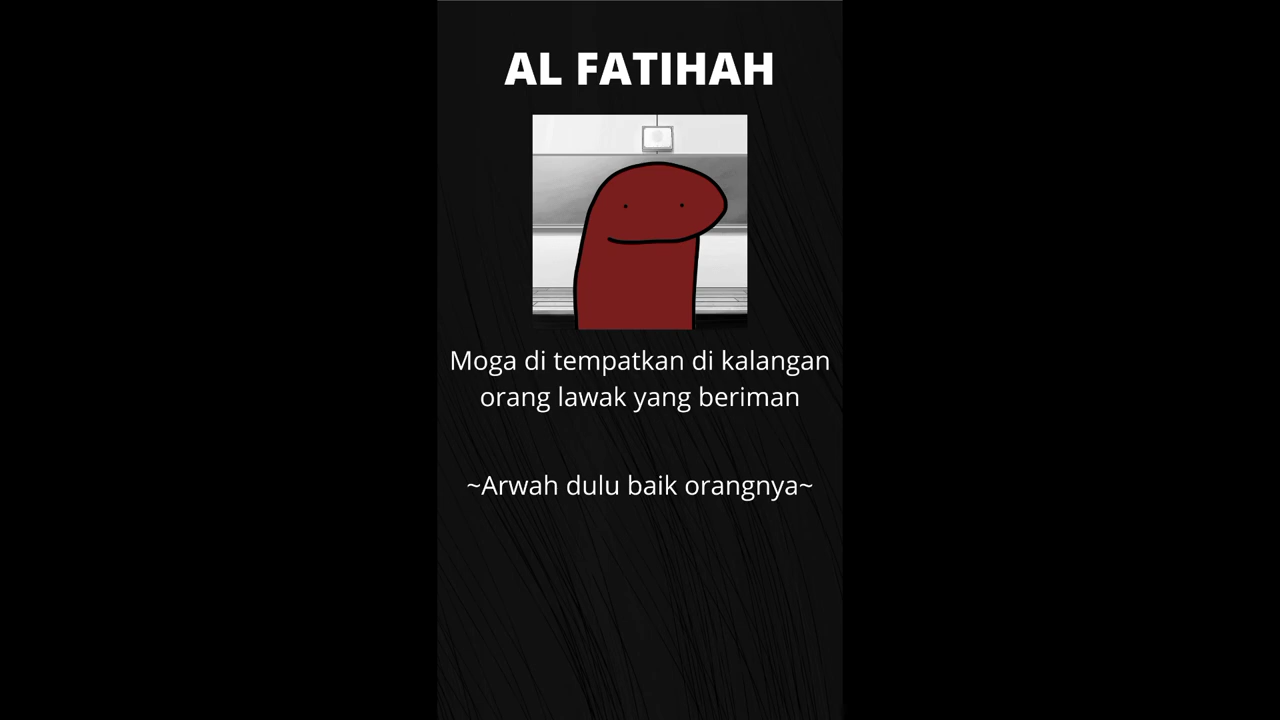 AL FATIHAH
Moga di tempatkan di kalangan
orang lawak yang beriman
~Arwah dulu baik orangnya~